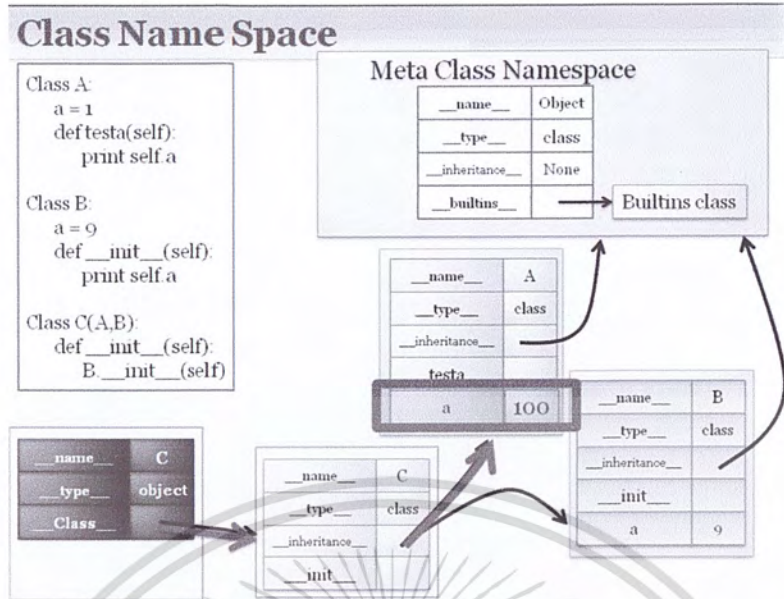 Class Name Space
Class A:
a = 1
def testa(self):
print self.a
Class B:
a = 9
def __init__(self):
print self.a
Class C(A,B):
def __init__(self):
B.__init__(self)
Meta Class Namespace
__name__ Object
__type__ class
__inheritance__ None
__builtins__
Builtins class
__name__ A
__type__ class
__inheritance__
testa
a 100
__name__ B
__type__ class
__inheritance__
__init__
a 9
__name__ C
__type__ object
__Class__
__name__ C
__type__ class
__inheritance__
__init__